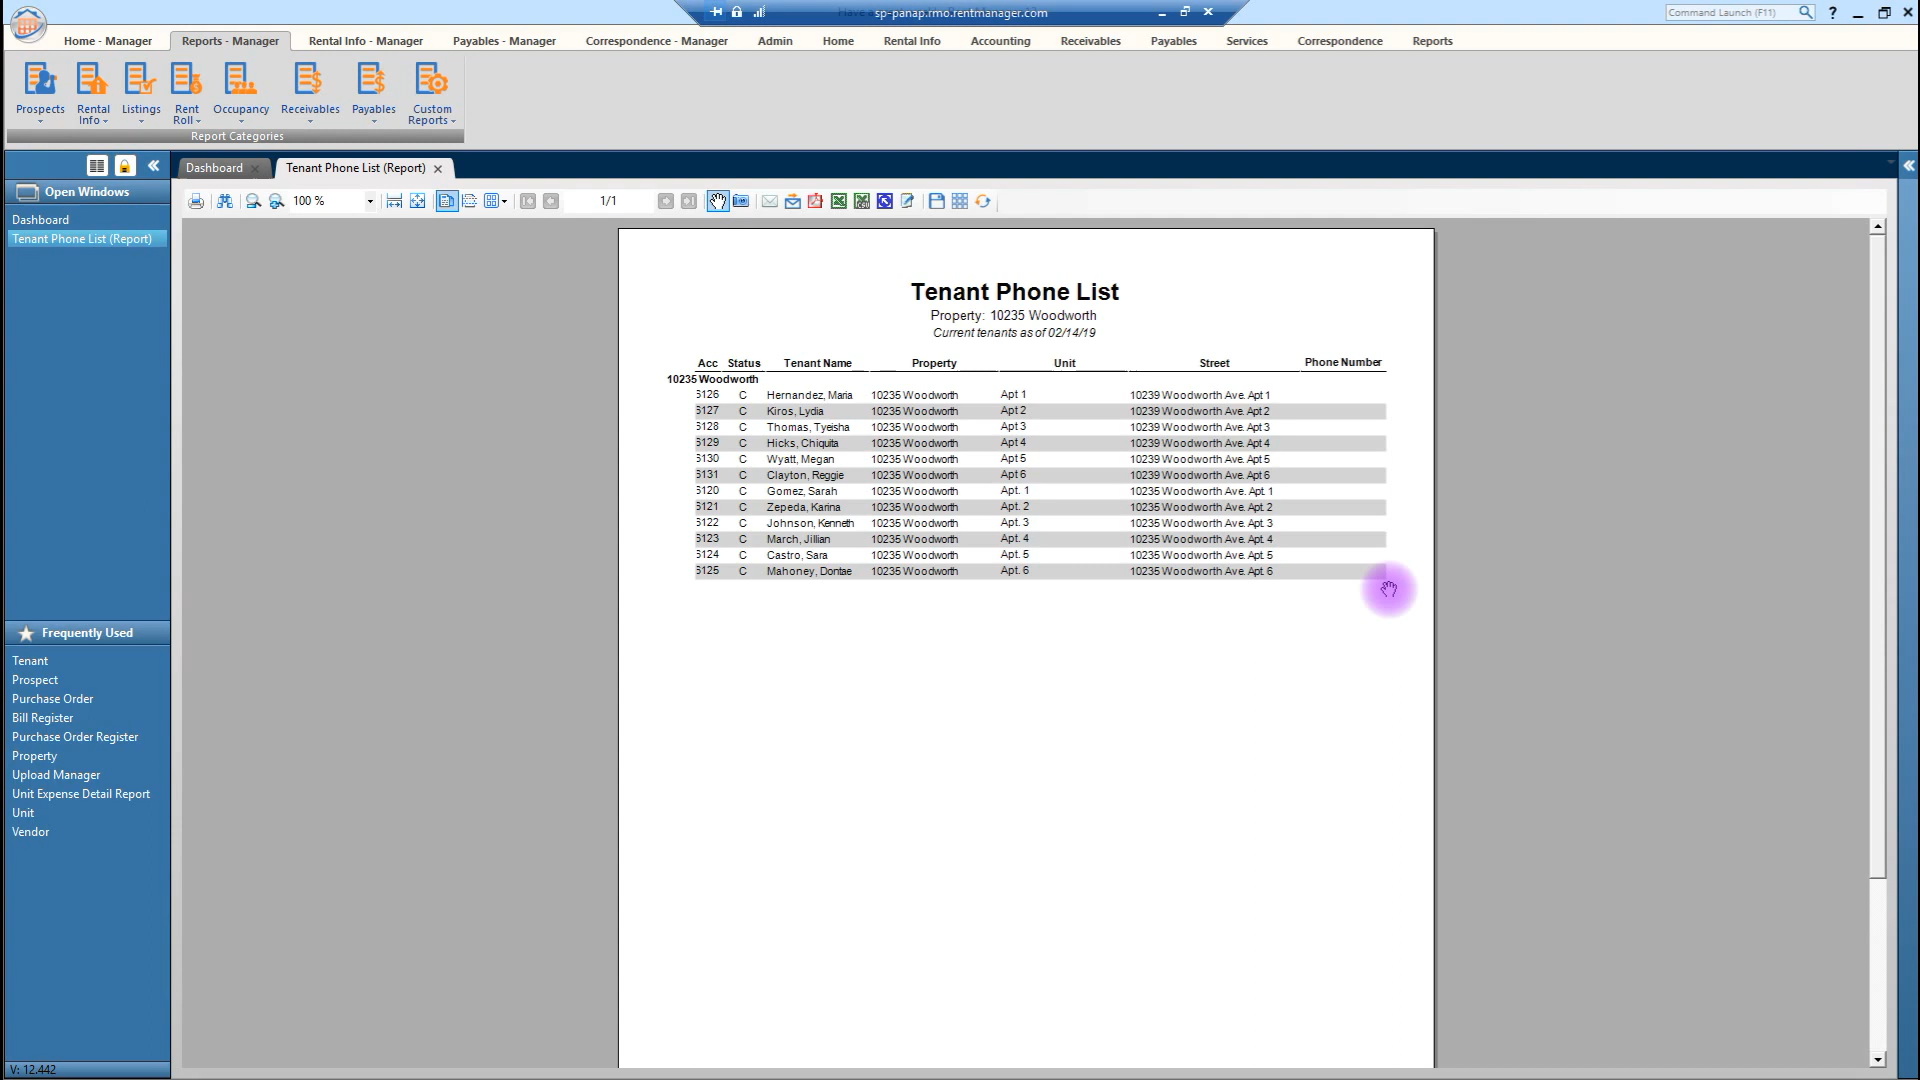 sp-panap.rmo.rentmanager.com
Command Launch (F11)
Home - Manager Reports - Manager Rental Info - Manager Payables - Manager Correspondence - Manager Admin Home Rental Info Accounting Receivables Payables Services Correspondence Reports
Prospects Rental Info Listings Rent Roll Occupancy Receivables Payables Custom Reports
Report Categories
Open Windows
Dashboard
Tenant Phone List (Report)
Dashboard Tenant Phone List (Report)
100 % 1/1
Tenant Phone List
Property: 10235 Woodworth
Current tenants as of 02/14/19
Acc Status Tenant Name Property Unit Street Phone Number
10235 Woodworth
6126 C Hernandez, Maria 10235 Woodworth Apt 1 10239 Woodworth Ave. Apt 1
6127 C Kiros, Lydia 10235 Woodworth Apt 2 10239 Woodworth Ave. Apt 2
6128 C Thomas, Tyeisha 10235 Woodworth Apt 3 10239 Woodworth Ave. Apt 3
6129 C Hicks, Chiquita 10235 Woodworth Apt 4 10239 Woodworth Ave. Apt 4
6130 C Wyatt, Megan 10235 Woodworth Apt 5 10239 Woodworth Ave. Apt 5
6131 C Clayton, Reggie 10235 Woodworth Apt 6 10239 Woodworth Ave. Apt 6
6120 C Gomez, Sarah 10235 Woodworth Apt. 1 10235 Woodworth Ave. Apt. 1
6121 C Zepeda, Karina 10235 Woodworth Apt. 2 10235 Woodworth Ave. Apt. 2
6122 C Johnson, Kenneth 10235 Woodworth Apt. 3 10235 Woodworth Ave. Apt. 3
6123 C March, Jillian 10235 Woodworth Apt. 4 10235 Woodworth Ave. Apt. 4
6124 C Castro, Sara 10235 Woodworth Apt. 5 10235 Woodworth Ave. Apt. 5
6125 C Mahoney, Dontae 10235 Woodworth Apt. 6 10235 Woodworth Ave. Apt. 6
Frequently Used
Tenant
Prospect
Purchase Order
Bill Register
Purchase Order Register
Property
Upload Manager
Unit Expense Detail Report
Unit
Vendor
V: 12.442